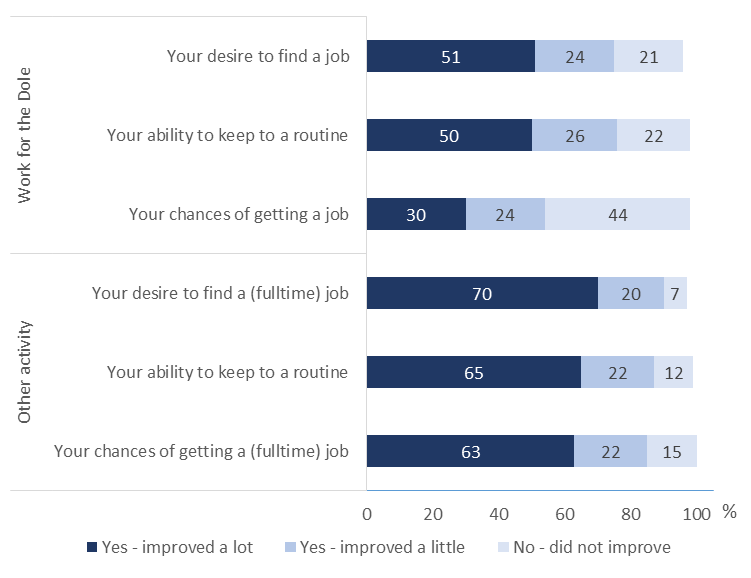 Work for the Dole
Your desire to find a job
51 24 21
Your ability to keep to a routine
50 26 22
Your chances of getting a job
30 24 44
Other activity
Your desire to find a (fulltime) job
70 20 7
Your ability to keep to a routine
65 22 12
Your chances of getting a (fulltime) job
63 22 15
0 20 40 60 80 100 %
Yes - improved a lot Yes - improved a little No - did not improve